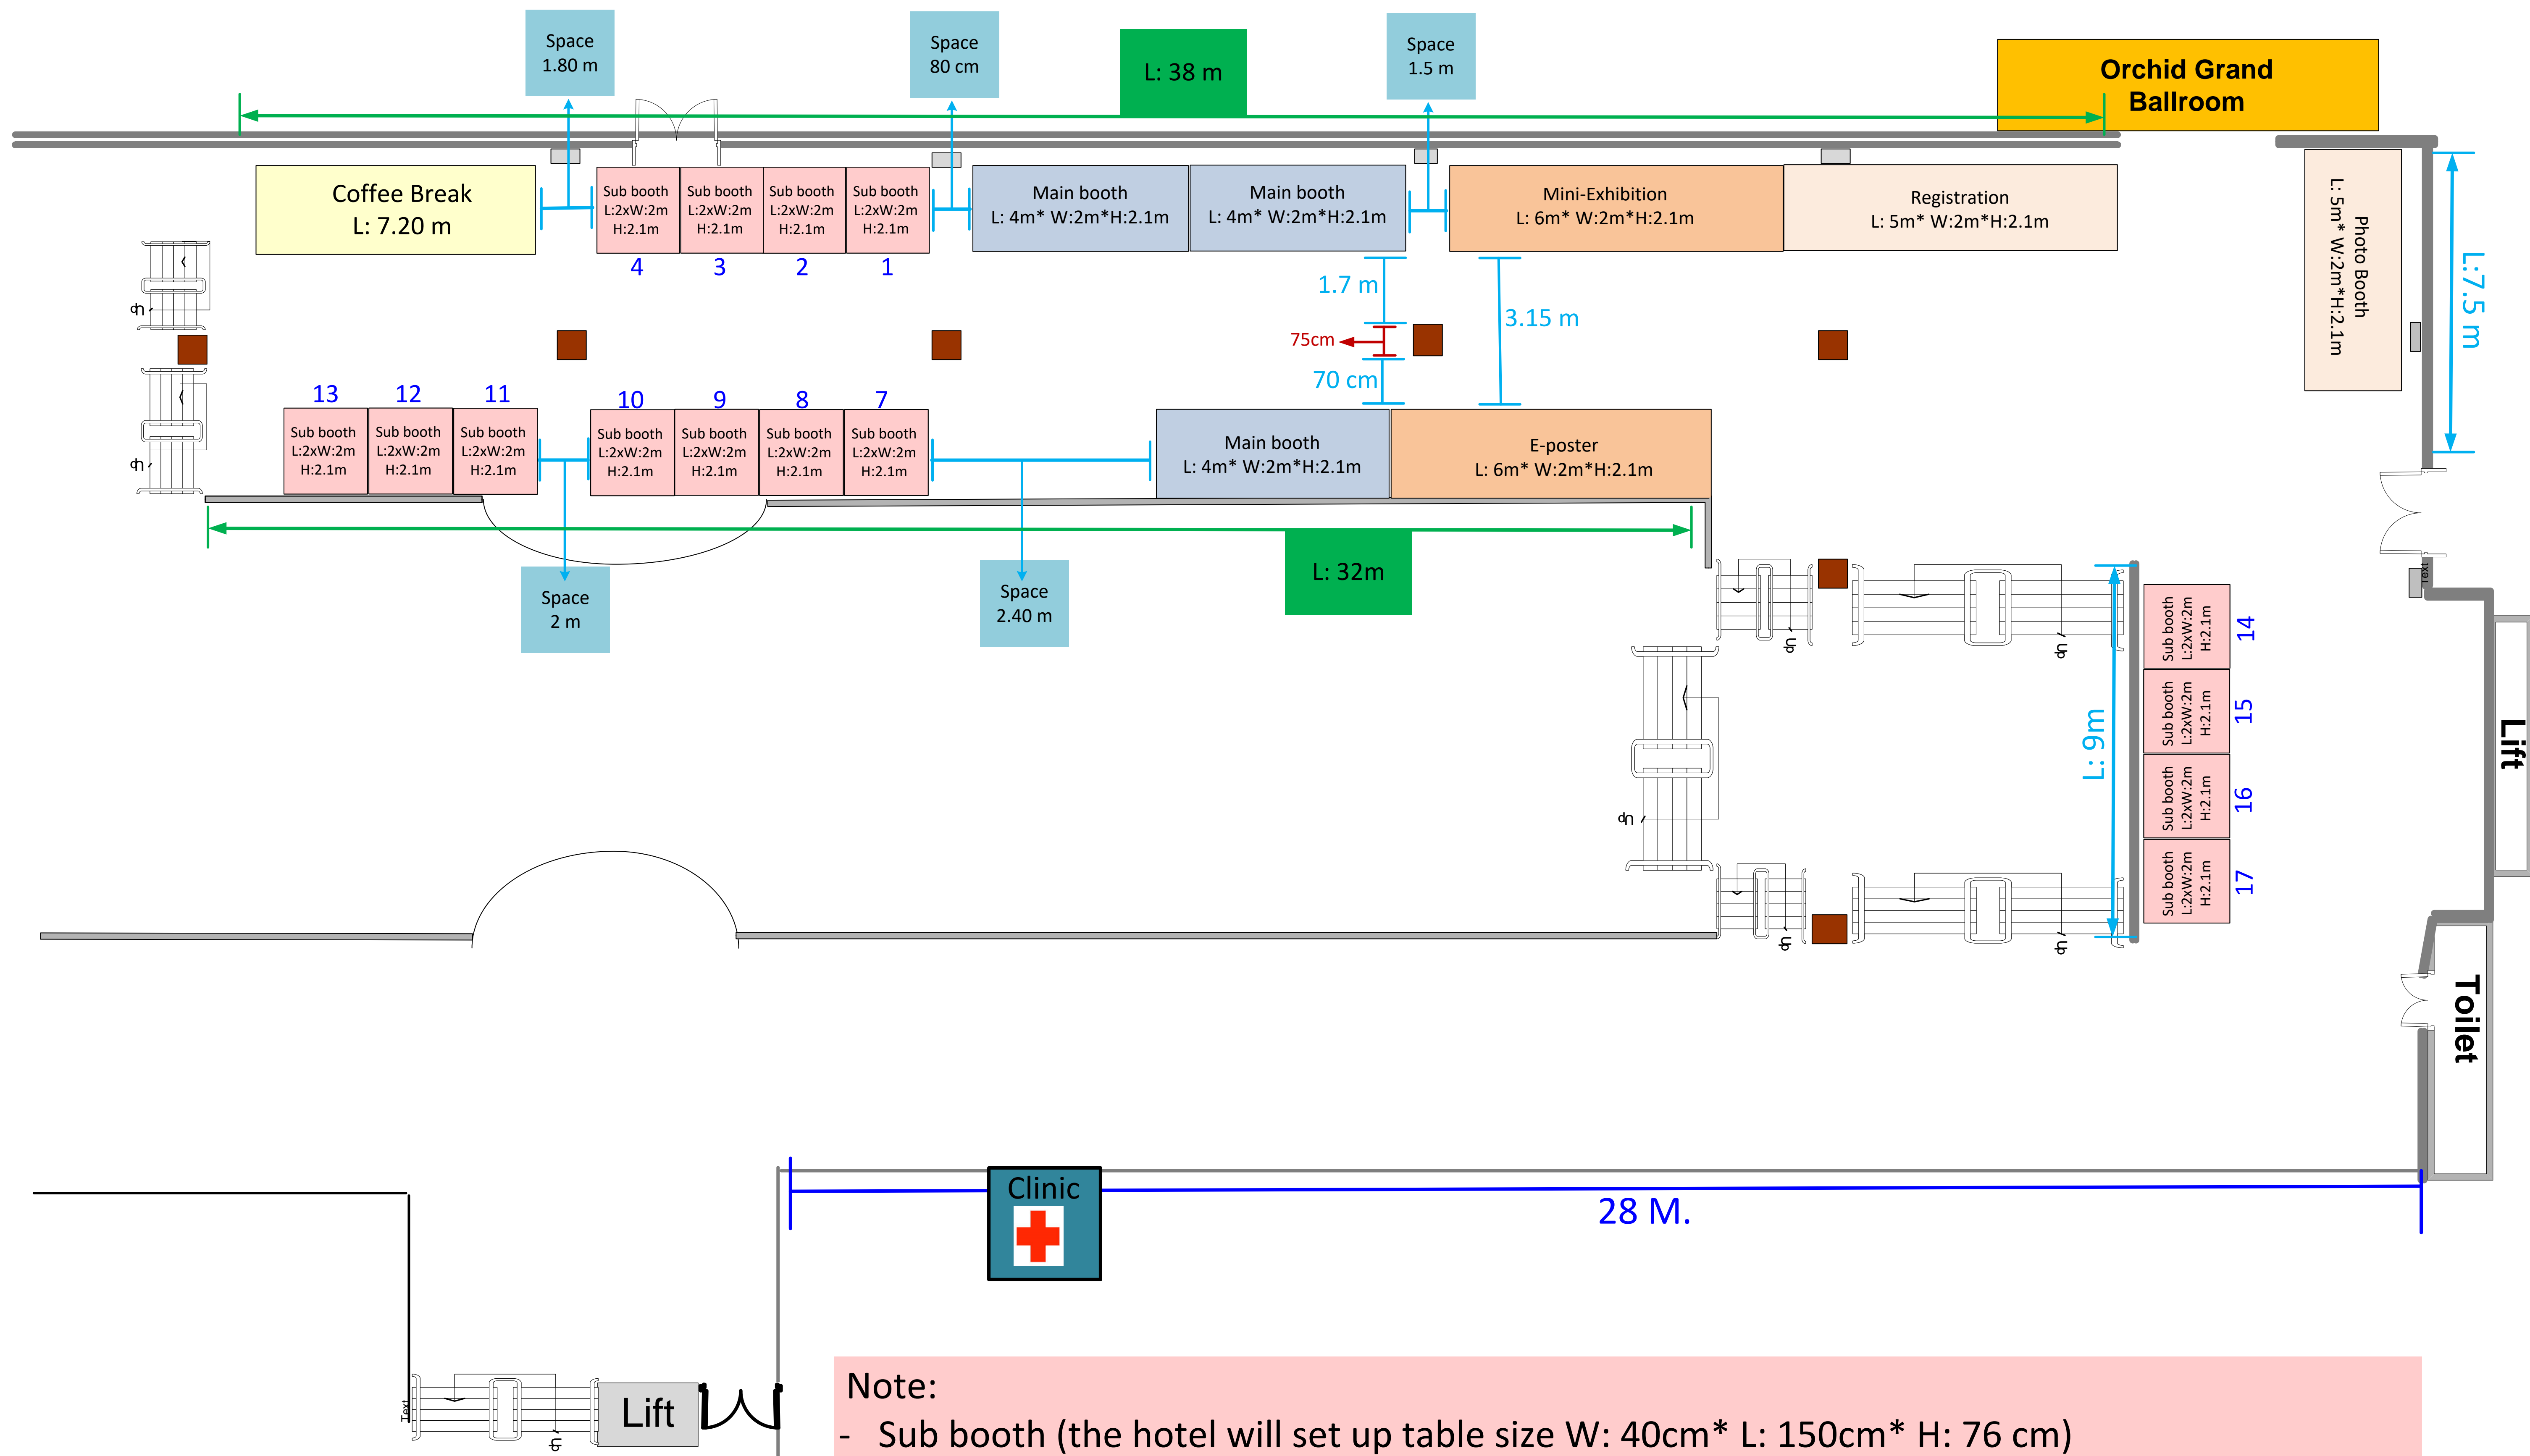 Space
1.80 m
Space
80 cm
L: 38 m
Space
1.5 m
Orchid Grand
Ballroom
Coffee Break
L: 7.20 m
Sub booth
L:2xW:2m
H:2.1m
Sub booth
L:2xW:2m
H:2.1m
Sub booth
L:2xW:2m
H:2.1m
Sub booth
L:2xW:2m
H:2.1m
Main booth
L: 4m* W:2m*H:2.1m
Main booth
L: 4m* W:2m*H:2.1m
Mini-Exhibition
L: 6m* W:2m*H:2.1m
Registration
L: 5m* W:2m*H:2.1m
Photo Booth
L: 5m* W:2m*H:2.1m
L:7.5 m
4
3
2
1
1.7 m
75cm
70 cm
3.15 m
up
up
13
12
11
10
9
8
7
Sub booth
L:2xW:2m
H:2.1m
Sub booth
L:2xW:2m
H:2.1m
Sub booth
L:2xW:2m
H:2.1m
Sub booth
L:2xW:2m
H:2.1m
Sub booth
L:2xW:2m
H:2.1m
Sub booth
L:2xW:2m
H:2.1m
Sub booth
L:2xW:2m
H:2.1m
Main booth
L: 4m* W:2m*H:2.1m
E-poster
L: 6m* W:2m*H:2.1m
Space
2 m
Space
2.40 m
L: 32m
Text
up
up
up
up
up
L: 9m
Sub booth
L:2xW:2m
H:2.1m
14
Sub booth
L:2xW:2m
H:2.1m
15
Sub booth
L:2xW:2m
H:2.1m
16
Sub booth
L:2xW:2m
H:2.1m
17
Lift
Toilet
Clinic
28 M.
Text
up
Lift
Note:
- Sub booth (the hotel will set up table size W: 40cm* L: 150cm* H: 76 cm)